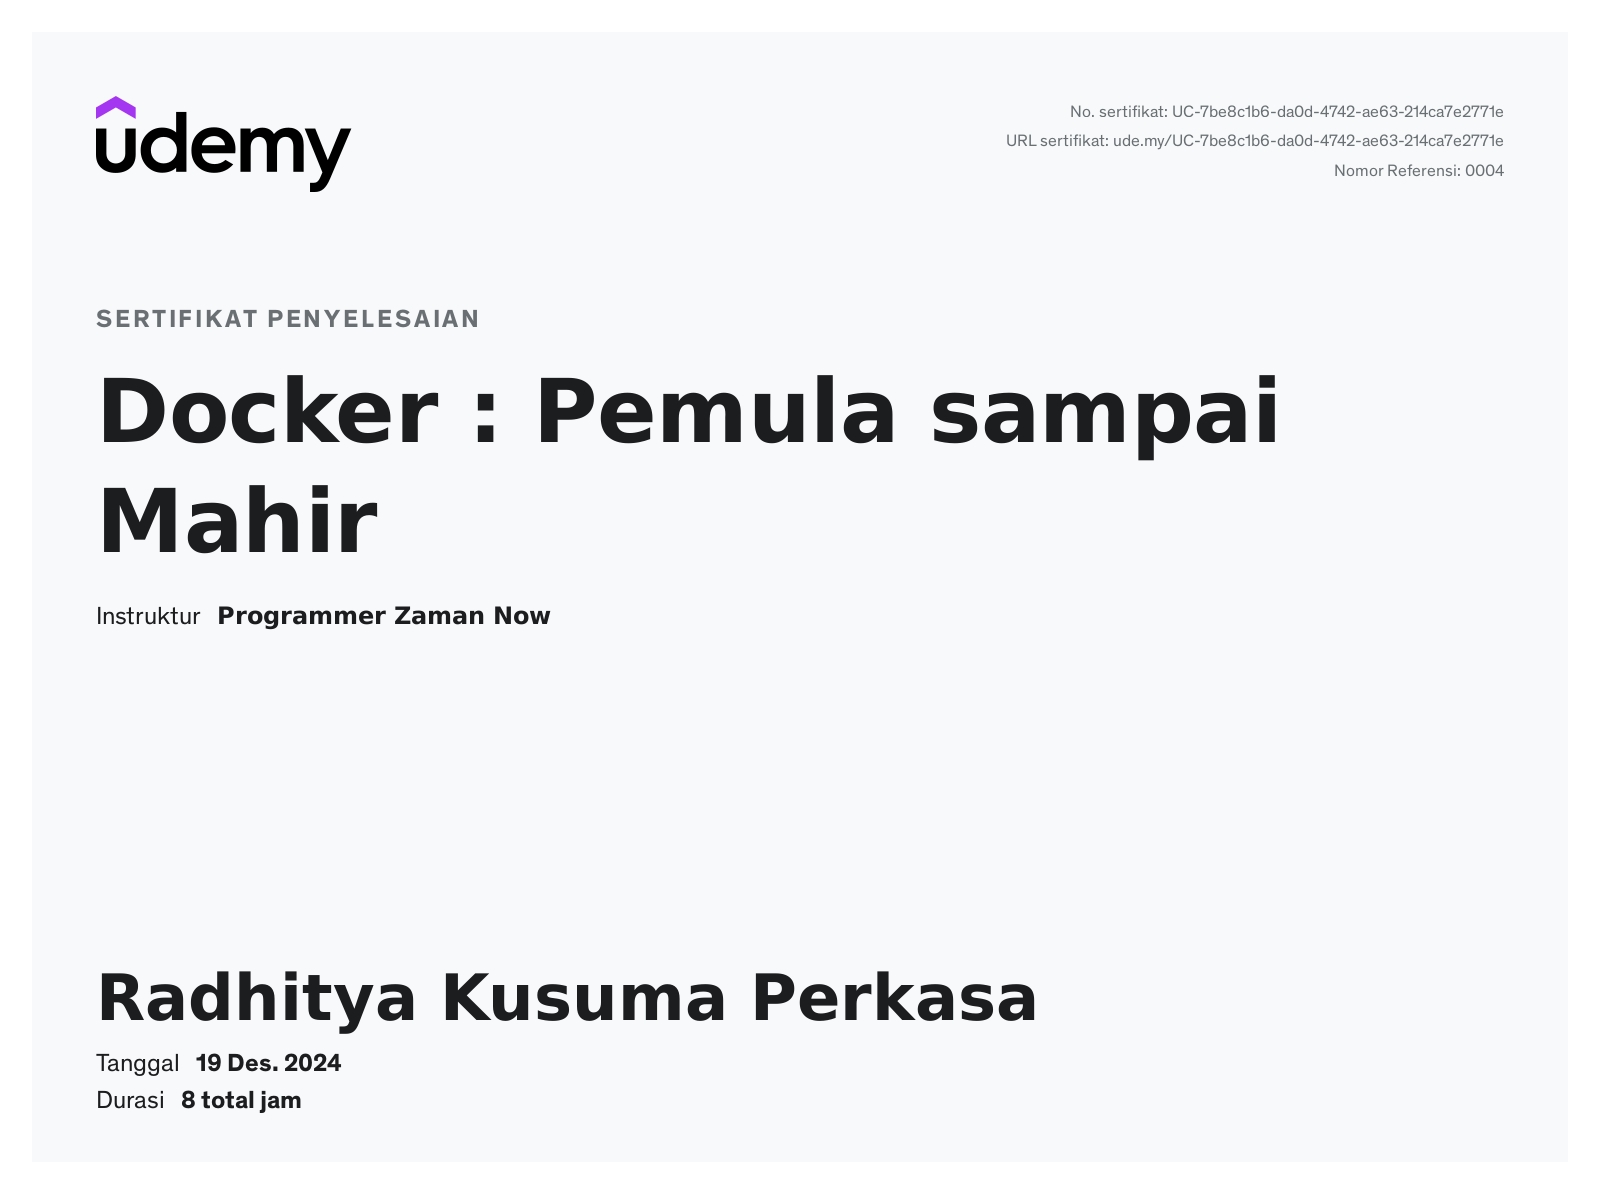 udemy
No. sertifikat: UC-7be8c1b6-da0d-4742-ae63-214ca7e2771e
URL sertifikat: ude.my/UC-7be8c1b6-da0d-4742-ae63-214ca7e2771e
Nomor Referensi: 0004
SERTIFIKAT PENYELESAIAN
Docker : Pemula sampai
Mahir
Instruktur Programmer Zaman Now
Radhitya Kusuma Perkasa
Tanggal 19 Des. 2024
Durasi 8 total jam